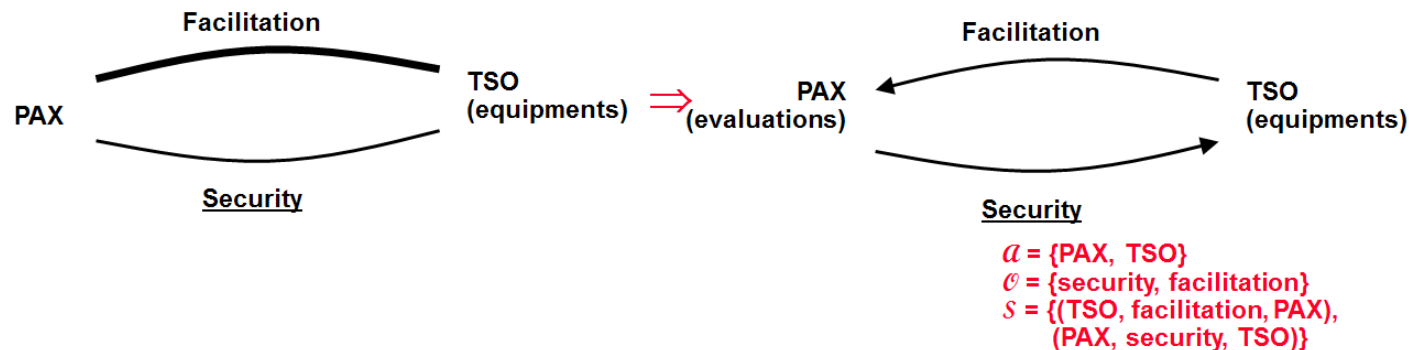 Facilitation
PAX
TSO
(equipments)
Security
⇒
Facilitation
PAX
(evaluations)
TSO
(equipments)
Security
𝒶 = {PAX, TSO}
𝒪 = {security, facilitation}
𝒮 = {(TSO, facilitation, PAX),
(PAX, security, TSO)}